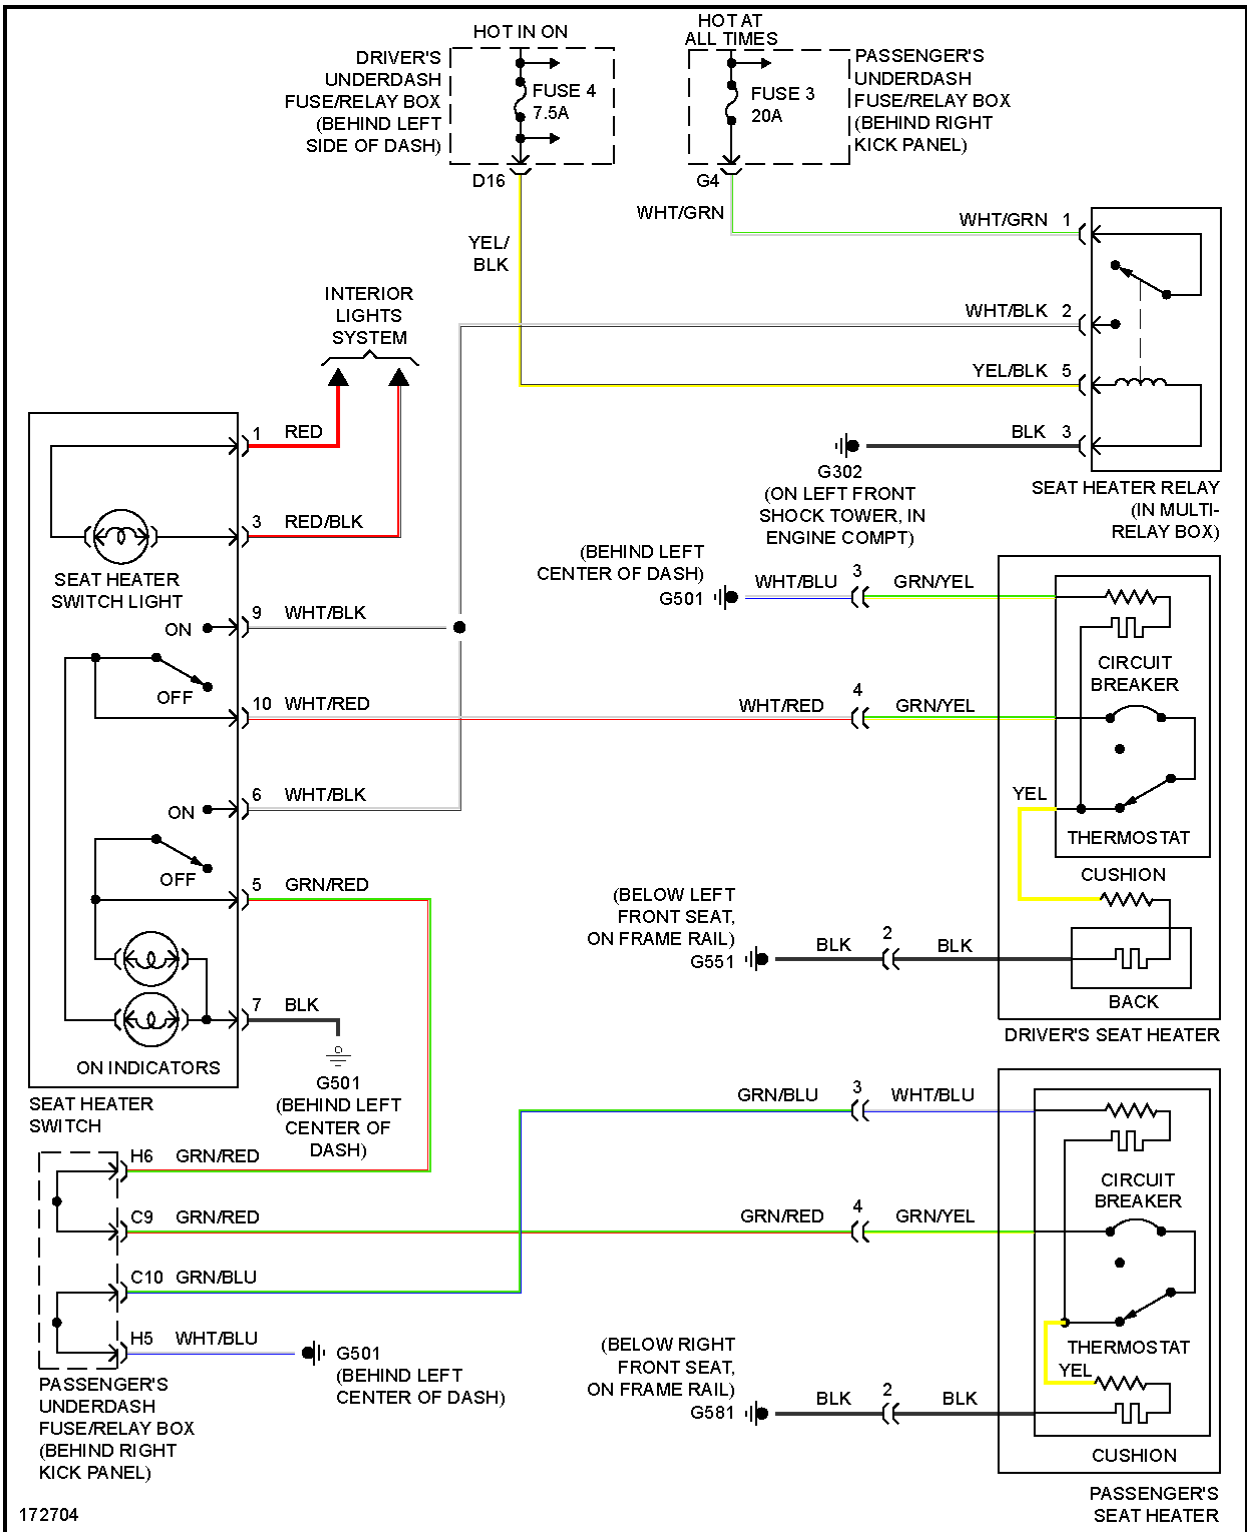 HOT IN ON
HOT AT
ALL TIMES
DRIVER'S
UNDERDASH
FUSE/RELAY BOX
(BEHIND LEFT
SIDE OF DASH)
FUSE 4
7.5A
FUSE 3
20A
PASSENGER'S
UNDERDASH
FUSE/RELAY BOX
(BEHIND RIGHT
KICK PANEL)
D16
G4
WHT/GRN
WHT/GRN 1
YEL/
BLK
INTERIOR
LIGHTS
SYSTEM
WHT/BLK 2
YEL/BLK 5
BLK 3
G302
(ON LEFT FRONT
SHOCK TOWER, IN
ENGINE COMPT)
SEAT HEATER RELAY
(IN MULTI-
RELAY BOX)
1 RED
3 RED/BLK
SEAT HEATER
SWITCH LIGHT
ON
9 WHT/BLK
OFF
10 WHT/RED
ON
6 WHT/BLK
OFF
5 GRN/RED
7 BLK
ON INDICATORS
G501
(BEHIND LEFT
CENTER OF
DASH)
SEAT HEATER
SWITCH
(BEHIND LEFT
CENTER OF DASH)
G501
WHT/BLU 3 GRN/YEL
CIRCUIT
BREAKER
WHT/RED 4 GRN/YEL
YEL
THERMOSTAT
CUSHION
(BELOW LEFT
FRONT SEAT,
ON FRAME RAIL)
G551
BLK 2 BLK
BACK
DRIVER'S SEAT HEATER
GRN/BLU 3 WHT/BLU
CIRCUIT
BREAKER
GRN/RED 4 GRN/YEL
THERMOSTAT
YEL
(BELOW RIGHT
FRONT SEAT,
ON FRAME RAIL)
G581
BLK 2 BLK
CUSHION
PASSENGER'S
SEAT HEATER
H6 GRN/RED
C9 GRN/RED
C10 GRN/BLU
H5 WHT/BLU
G501
(BEHIND LEFT
CENTER OF DASH)
PASSENGER'S
UNDERDASH
FUSE/RELAY BOX
(BEHIND RIGHT
KICK PANEL)
172704